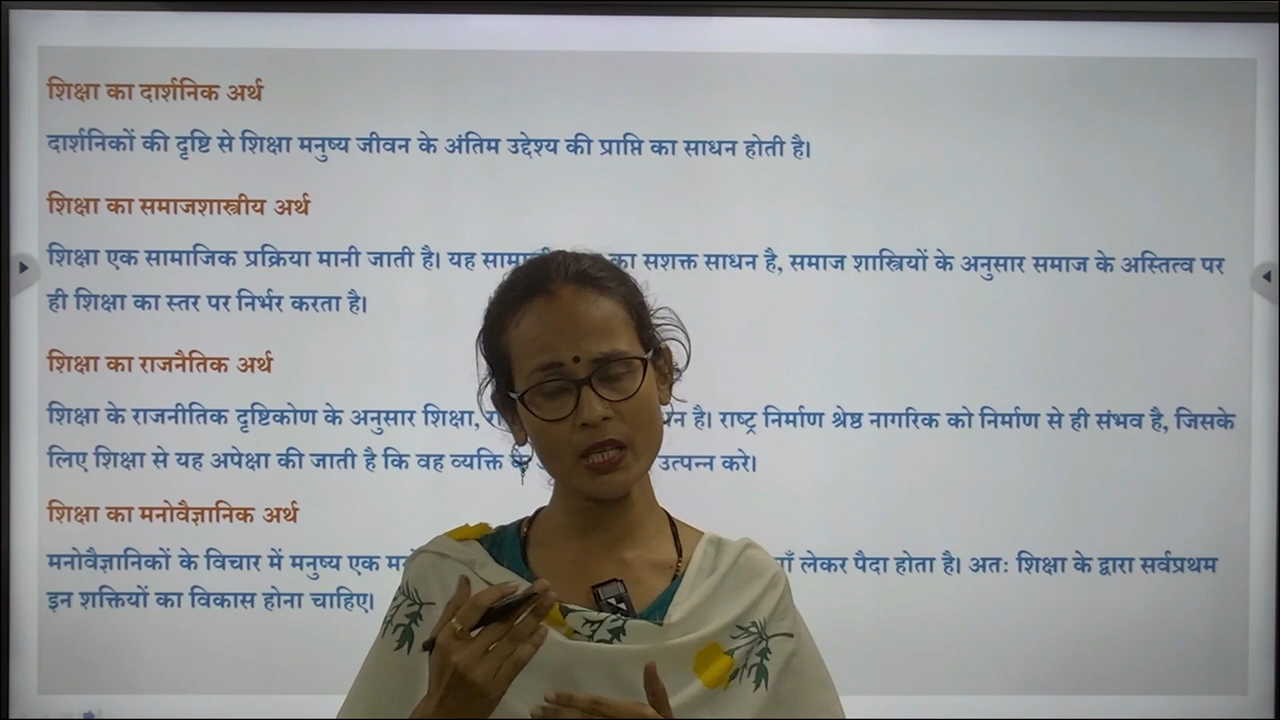 शिक्षा का दार्शनिक अर्थ
दार्शनिकों की दृष्टि से शिक्षा मनुष्य जीवन के अंतिम उद्देश्य की प्राप्ति का साधन होती है।
शिक्षा का समाजशास्त्रीय अर्थ
शिक्षा एक सामाजिक प्रक्रिया मानी जाती है। यह का सशक्त साधन है, समाज शास्त्रियों के अनुसार समाज के अस्तित्व पर
ही शिक्षा का स्तर पर निर्भर करता है।
शिक्षा का राजनैतिक अर्थ
शिक्षा के राजनीतिक दृष्टिकोण के अनुसार शिक्षा, है। राष्ट्र निर्माण श्रेष्ठ नागरिक को निर्माण से ही संभव है, जिसके
लिए शिक्षा से यह अपेक्षा की जाती है कि वह व्यक्ति उत्पन्न करे।
शिक्षा का मनोवैज्ञानिक अर्थ
मनोवैज्ञानिकों के विचार में मनुष्य एक लेकर पैदा होता है। अतः शिक्षा के द्वारा सर्वप्रथम
इन शक्तियों का विकास होना चाहिए।